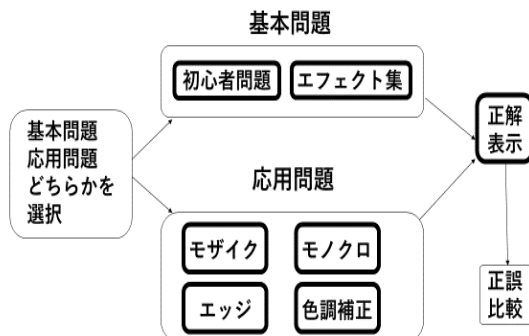 基本問題
初心者問題
エフェクト集
基本問題
応用問題
どちらかを
選択
応用問題
モザイク
モノクロ
エッジ
色調補正
正解
表示
正誤
比較